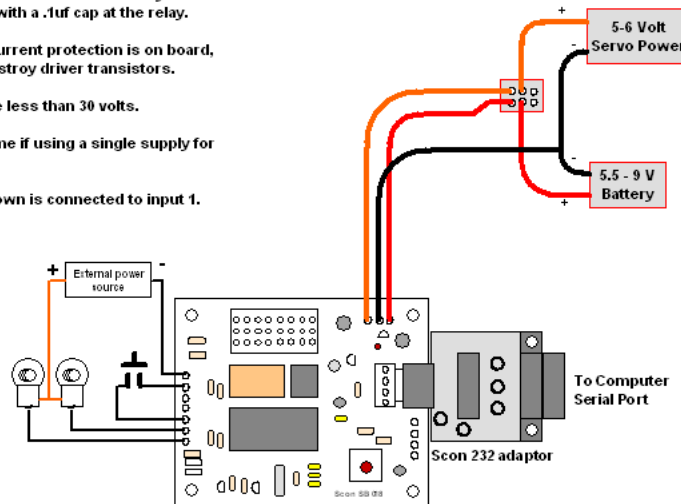 with a .1uf cap at the relay.
urrent protection is on board,
stroy driver transistors.
e less than 30 volts.
ne if using a single supply for
own is connected to input 1.
+
5-6 Volt
Servo Power
-
-
5.5 - 9 V
Battery
+
+
External power
source
-
To Computer
Serial Port
Scon 232 adaptor
Scon SB